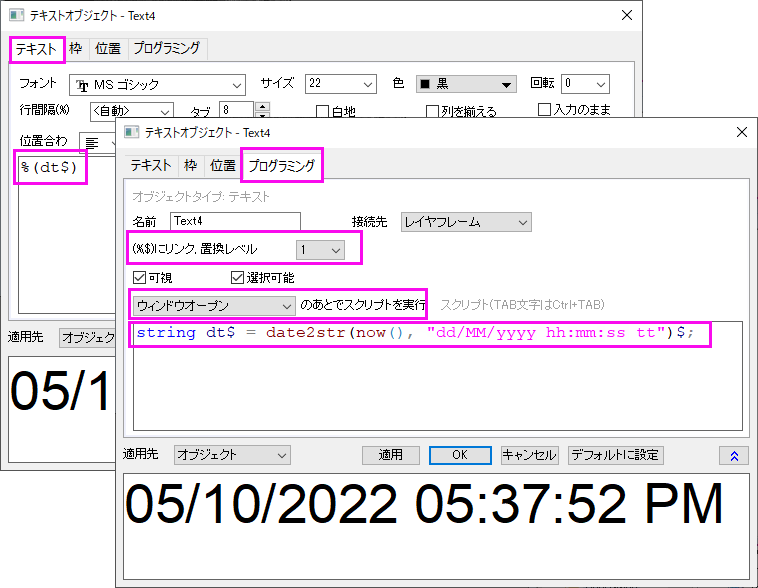 テキストオブジェクト - Text4
テキスト 枠 位置 プログラミング
フォント MS ゴシック サイズ 22 色 黒 回転 0
行間隔(%) <自動> タブ 8 白地 列を揃える 入力のまま
位置合わ
%(dt$)
適用先 オブジェク
05/1
テキストオブジェクト - Text4
テキスト 枠 位置 プログラミング
オブジェクトタイプ: テキスト
名前 Text4 接続先 レイヤフレーム
(%,$)にリンク, 置換レベル 1
可視 選択可能
ウィンドウオープン のあとでスクリプトを実行 スクリプト(TAB文字はCtrl+TAB)
string dt$ = date2str(now(), "dd/MM/yyyy hh:mm:ss tt")$;
適用先 オブジェクト 適用 OK キャンセル デフォルトに設定
05/10/2022 05:37:52 PM